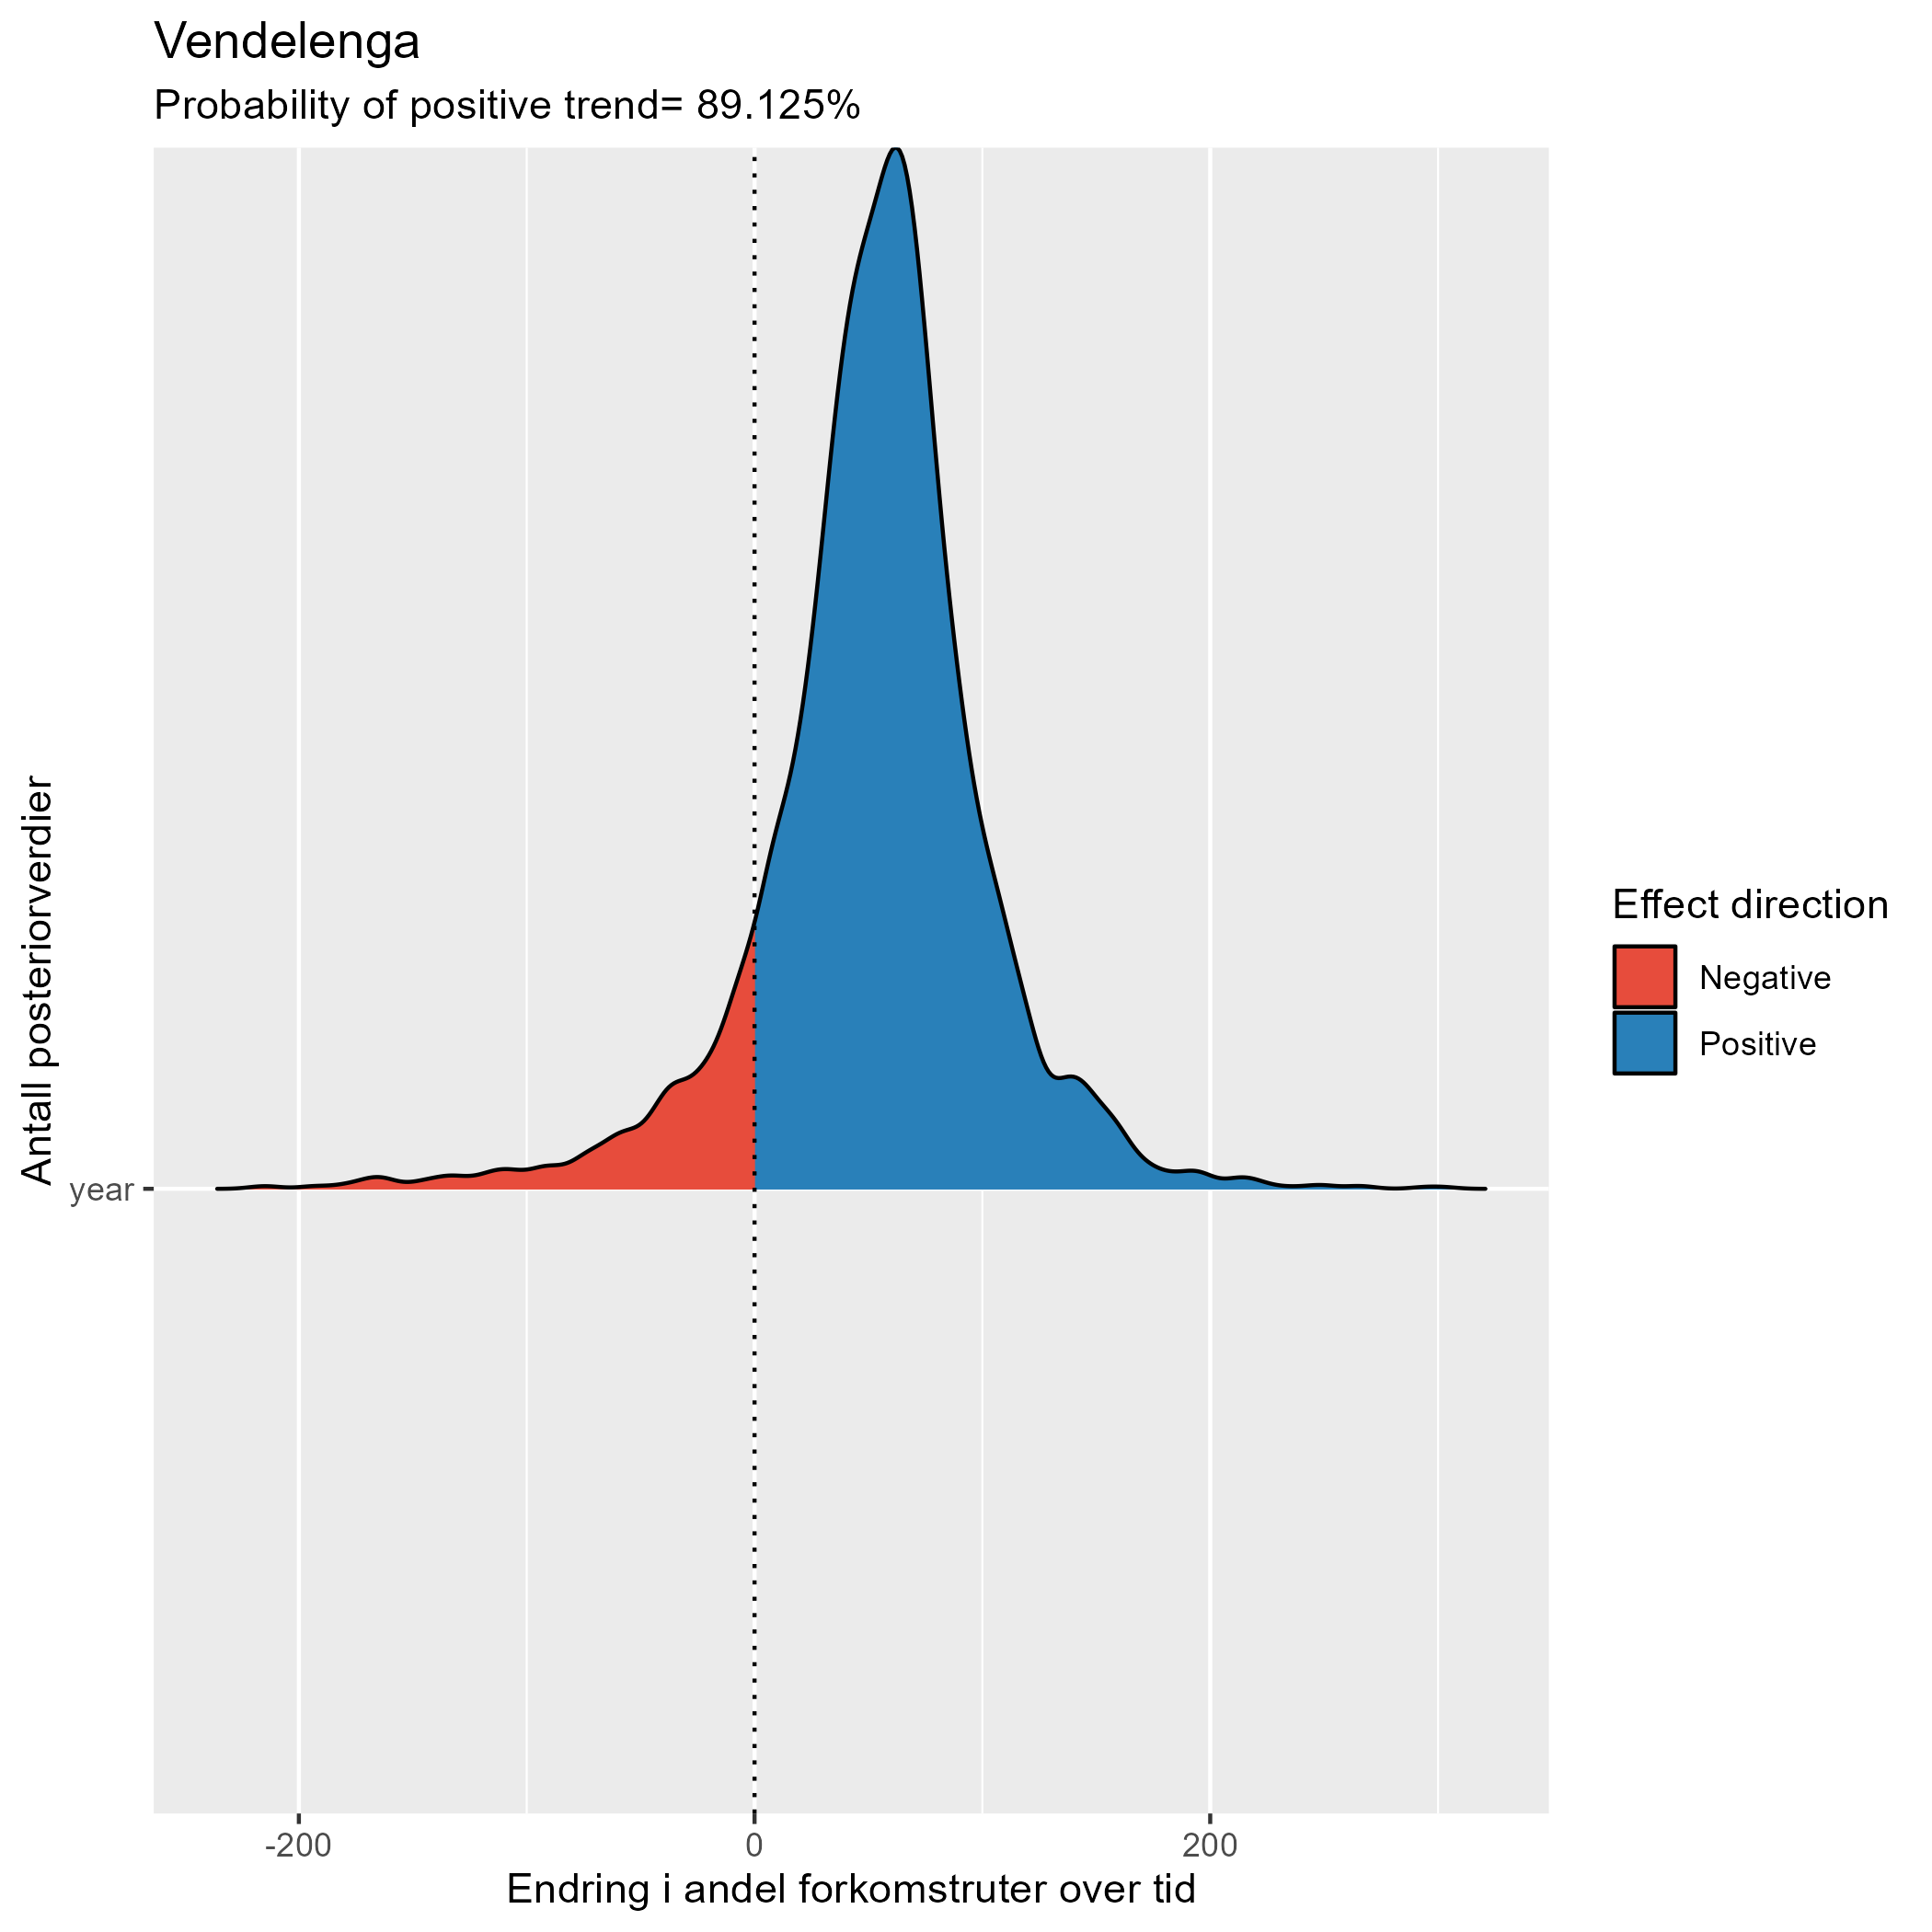 Vendelenga
Probability of positive trend= 89.125%
Antall posteriorverdier
year
Effect direction
Negative
Positive
-200
0
200
Endring i andel forkomstruter over tid